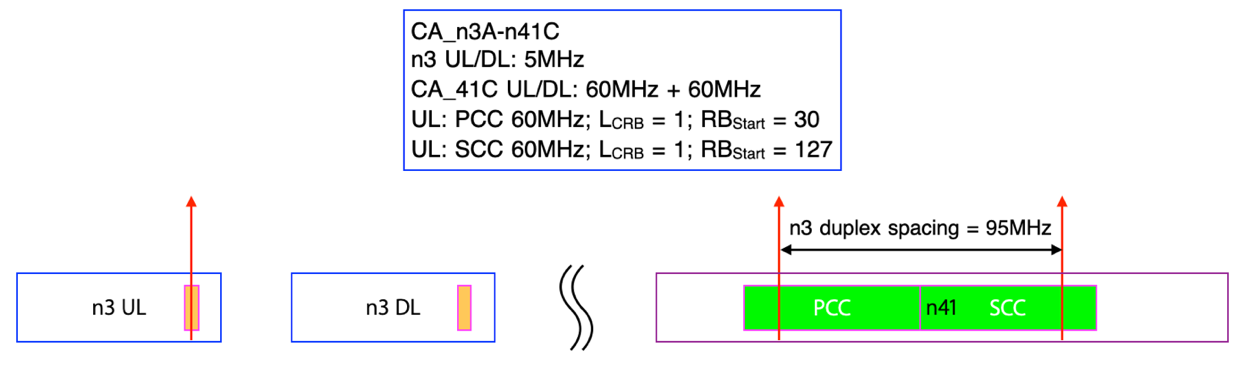 CA_n3A-n41C
n3 UL/DL: 5MHz
CA_41C UL/DL: 60MHz + 60MHz
UL: PCC 60MHz; LCRB = 1; RBStart = 30
UL: SCC 60MHz; LCRB = 1; RBStart = 127
n3 duplex spacing = 95MHz
n3 UL
n3 DL
PCC
n41
SCC